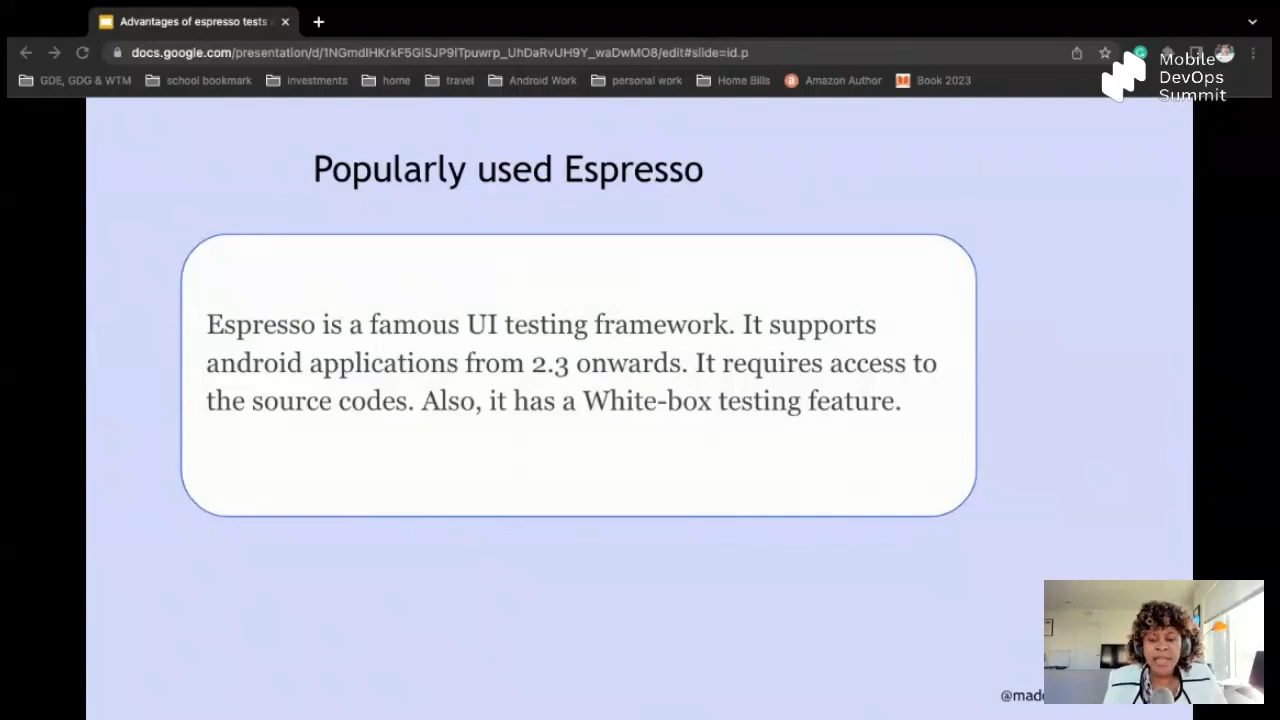 Advantages of espresso tests
docs.google.com/presentation/d/1NGmdIHKrkF5GlSJP9lTpuwrp_UhDaRvUH9Y_waDwMO8/edit#slide=id.p
GDE, GDG & WTM school bookmark investments home travel Android Work personal work Home Bills Amazon Author Book 2023
Mobile
DevOps
Summit
Popularly used Espresso
Espresso is a famous UI testing framework. It supports
android applications from 2.3 onwards. It requires access to
the source codes. Also, it has a White-box testing feature.